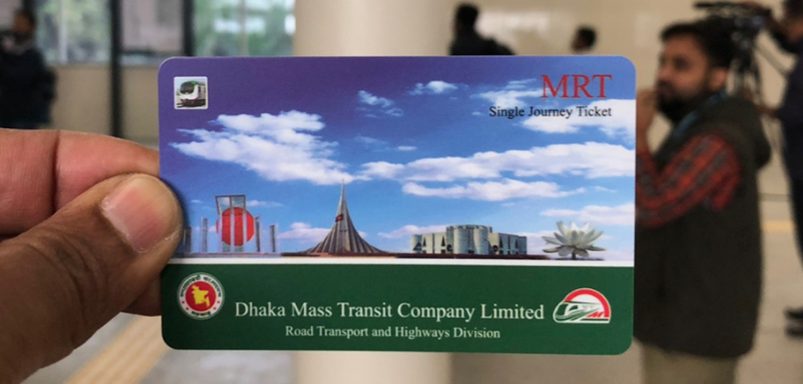 MRT
Single Journey Ticket
Dhaka Mass Transit Company Limited
Road Transport and Highways Division